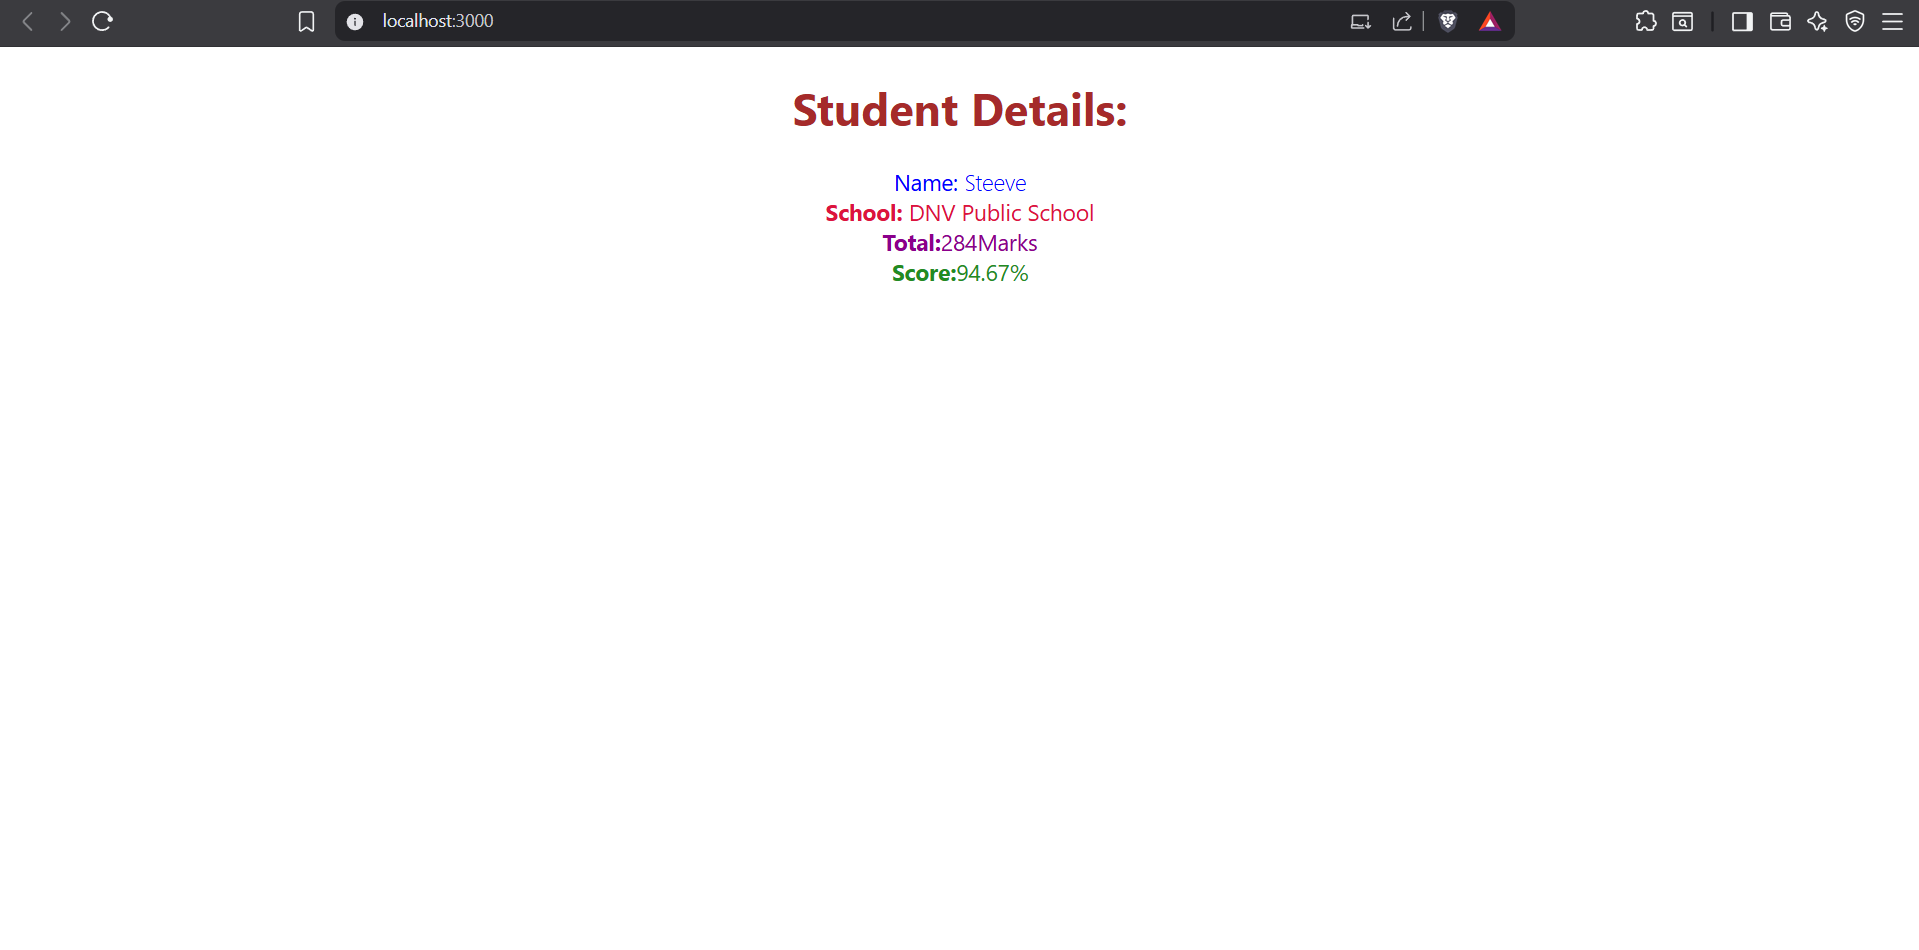 localhost:3000
Student Details:
Name: Steeve
School: DNV Public School
Total:284Marks
Score:94.67%